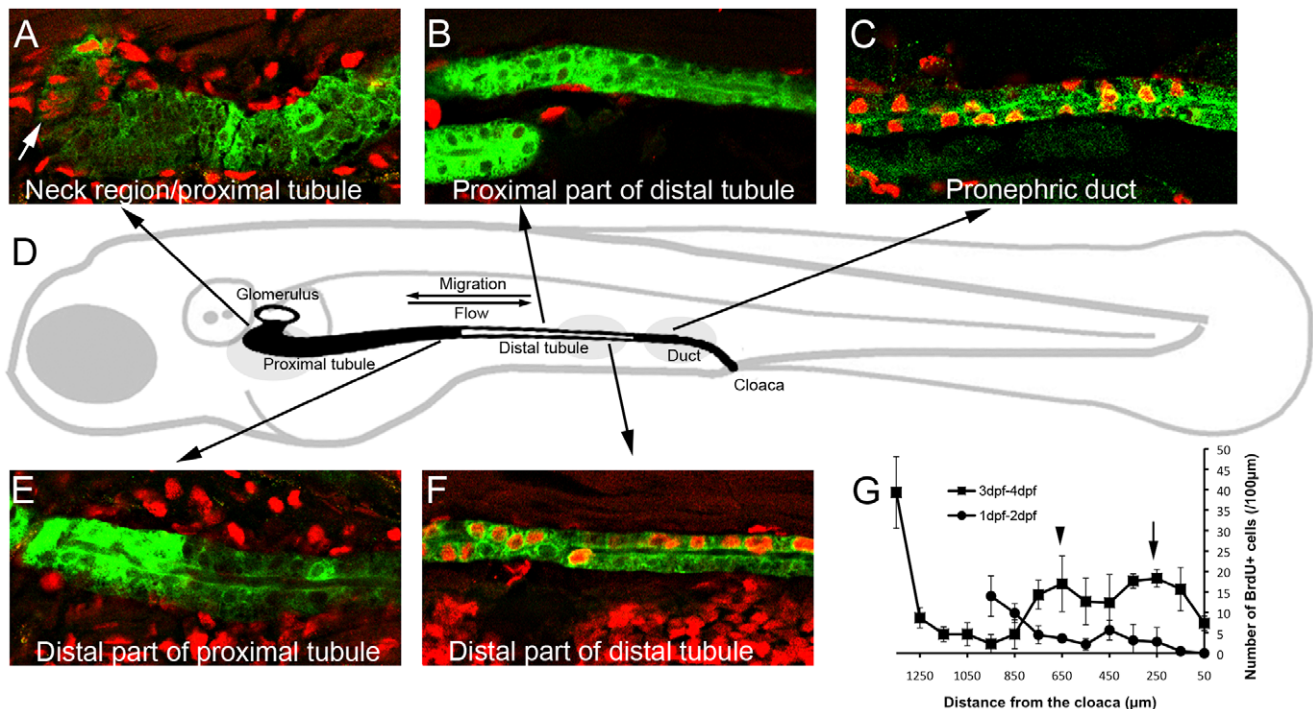 A
Neck region/proximal tubule
B
Proximal part of distal tubule
C
Pronephric duct
D
Glomerulus
Migration
Flow
Proximal tubule
Distal tubule
Duct
Cloaca
E
Distal part of proximal tubule
F
Distal part of distal tubule
G
3dpf-4dpf
1dpf-2dpf
50
45
40
35
30
25
20
15
10
5
0
Number of BrdU+ cells (/100μm)
1250 1050 850 650 450 250 50
Distance from the cloaca (μm)